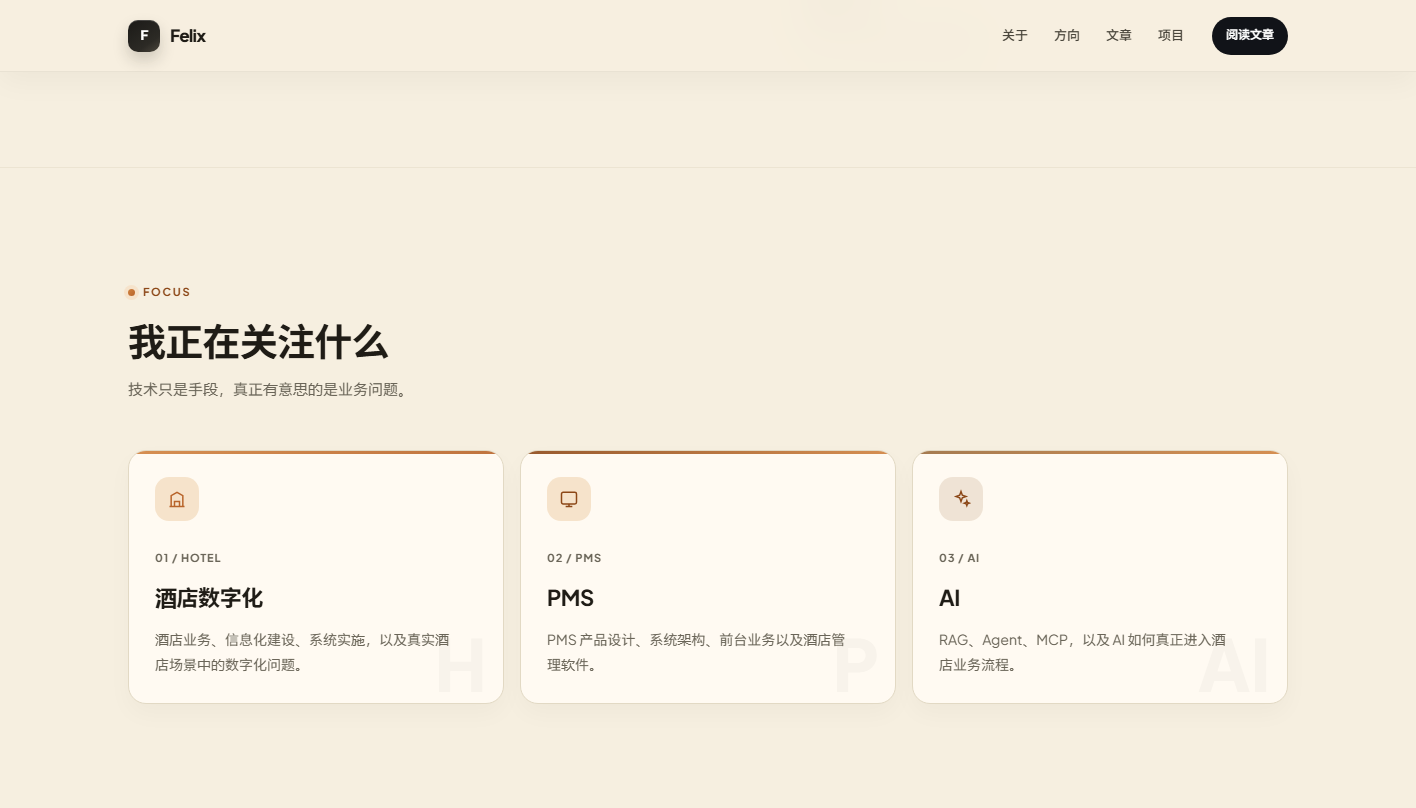 F Felix 关于 方向 文章 项目 阅读文章
FOCUS
我正在关注什么
技术只是手段，真正有意思的是业务问题。
01 / HOTEL
酒店数字化
酒店业务、信息化建设、系统实施，以及真实酒
店场景中的数字化问题。
H
02 / PMS
PMS
PMS 产品设计、系统架构、前台业务以及酒店管
理软件。
P
03 / AI
AI
RAG、Agent、MCP，以及 AI 如何真正进入酒
店业务流程。
AI